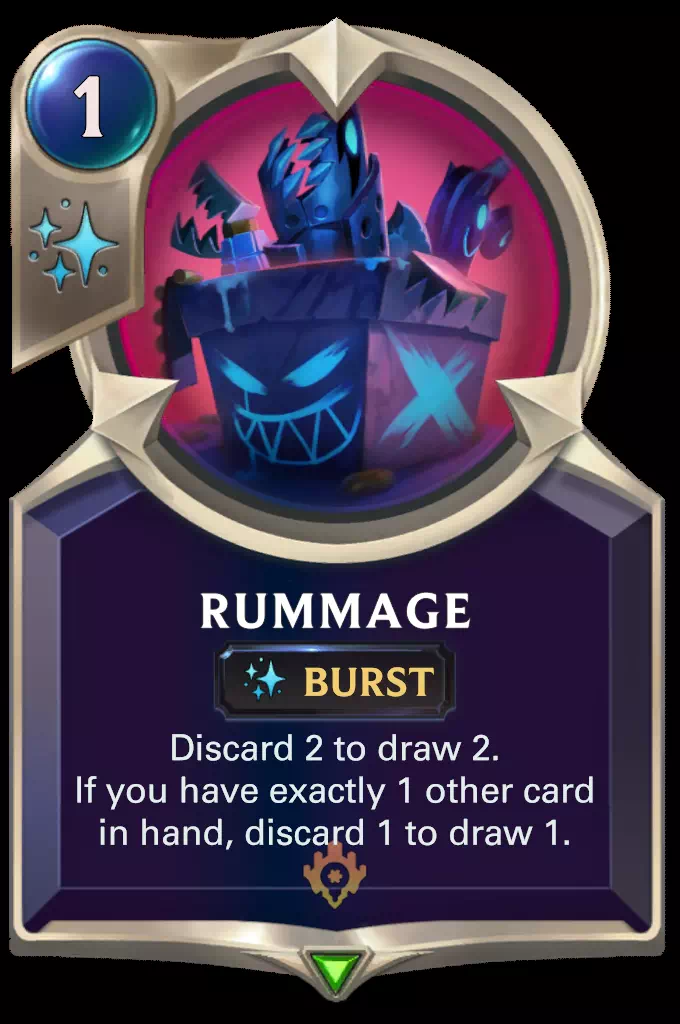 1
RUMMAGE
BURST
Discard 2 to draw 2.
If you have exactly 1 other card
in hand, discard 1 to draw 1.